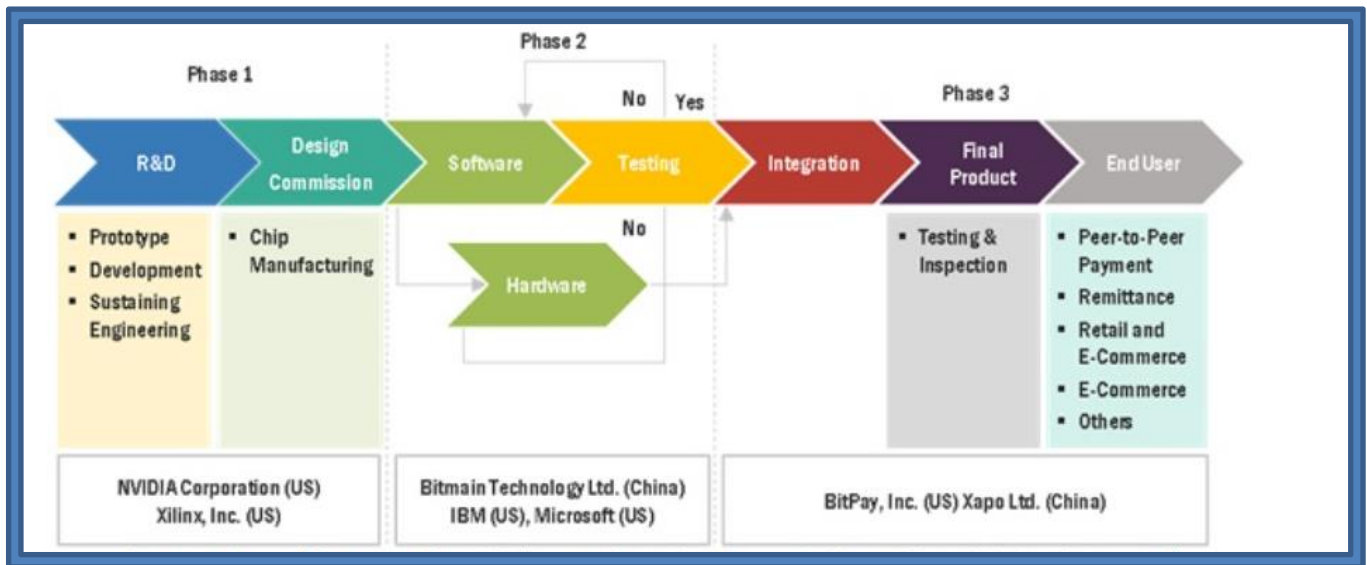 Phase 1
Phase 2
Phase 3
No
Yes
R&D
Design
Commission
Software
Testing
Integration
Final
Product
End User
▪ Prototype
▪ Development
▪ Sustaining
Engineering
▪ Chip
Manufacturing
No
Hardware
▪ Testing &
Inspection
▪ Peer-to-Peer
Payment
▪ Remittance
▪ Retail and
E-Commerce
▪ E-Commerce
▪ Others
NVIDIA Corporation (US)
Xilinx, Inc. (US)
Bitmain Technology Ltd. (China)
IBM (US), Microsoft (US)
BitPay, Inc. (US) Xapo Ltd. (China)